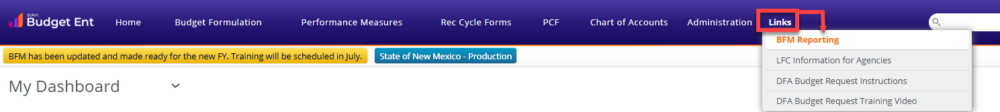 EUNA
Budget Ent
Home Budget Formulation Performance Measures Rec Cycle Forms PCF Chart of Accounts Administration Links
BFM Reporting
LFC Information for Agencies
DFA Budget Request Instructions
DFA Budget Request Training Video
BFM has been updated and made ready for the new FY. Training will be scheduled in July.
State of New Mexico - Production
My Dashboard